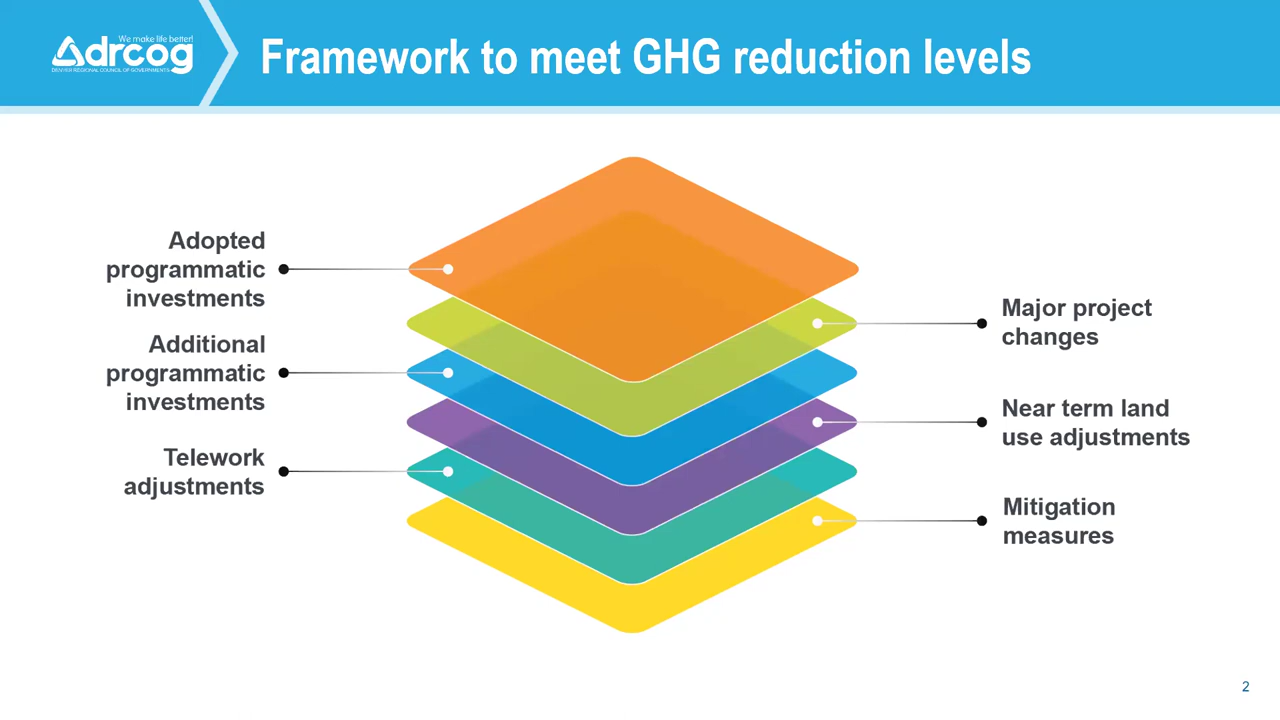 We make life better!
drcog
DENVER REGIONAL COUNCIL OF GOVERNMENTS
Framework to meet GHG reduction levels
Adopted
programmatic
investments
Major project
changes
Additional
programmatic
investments
Near term land
use adjustments
Telework
adjustments
Mitigation
measures
2